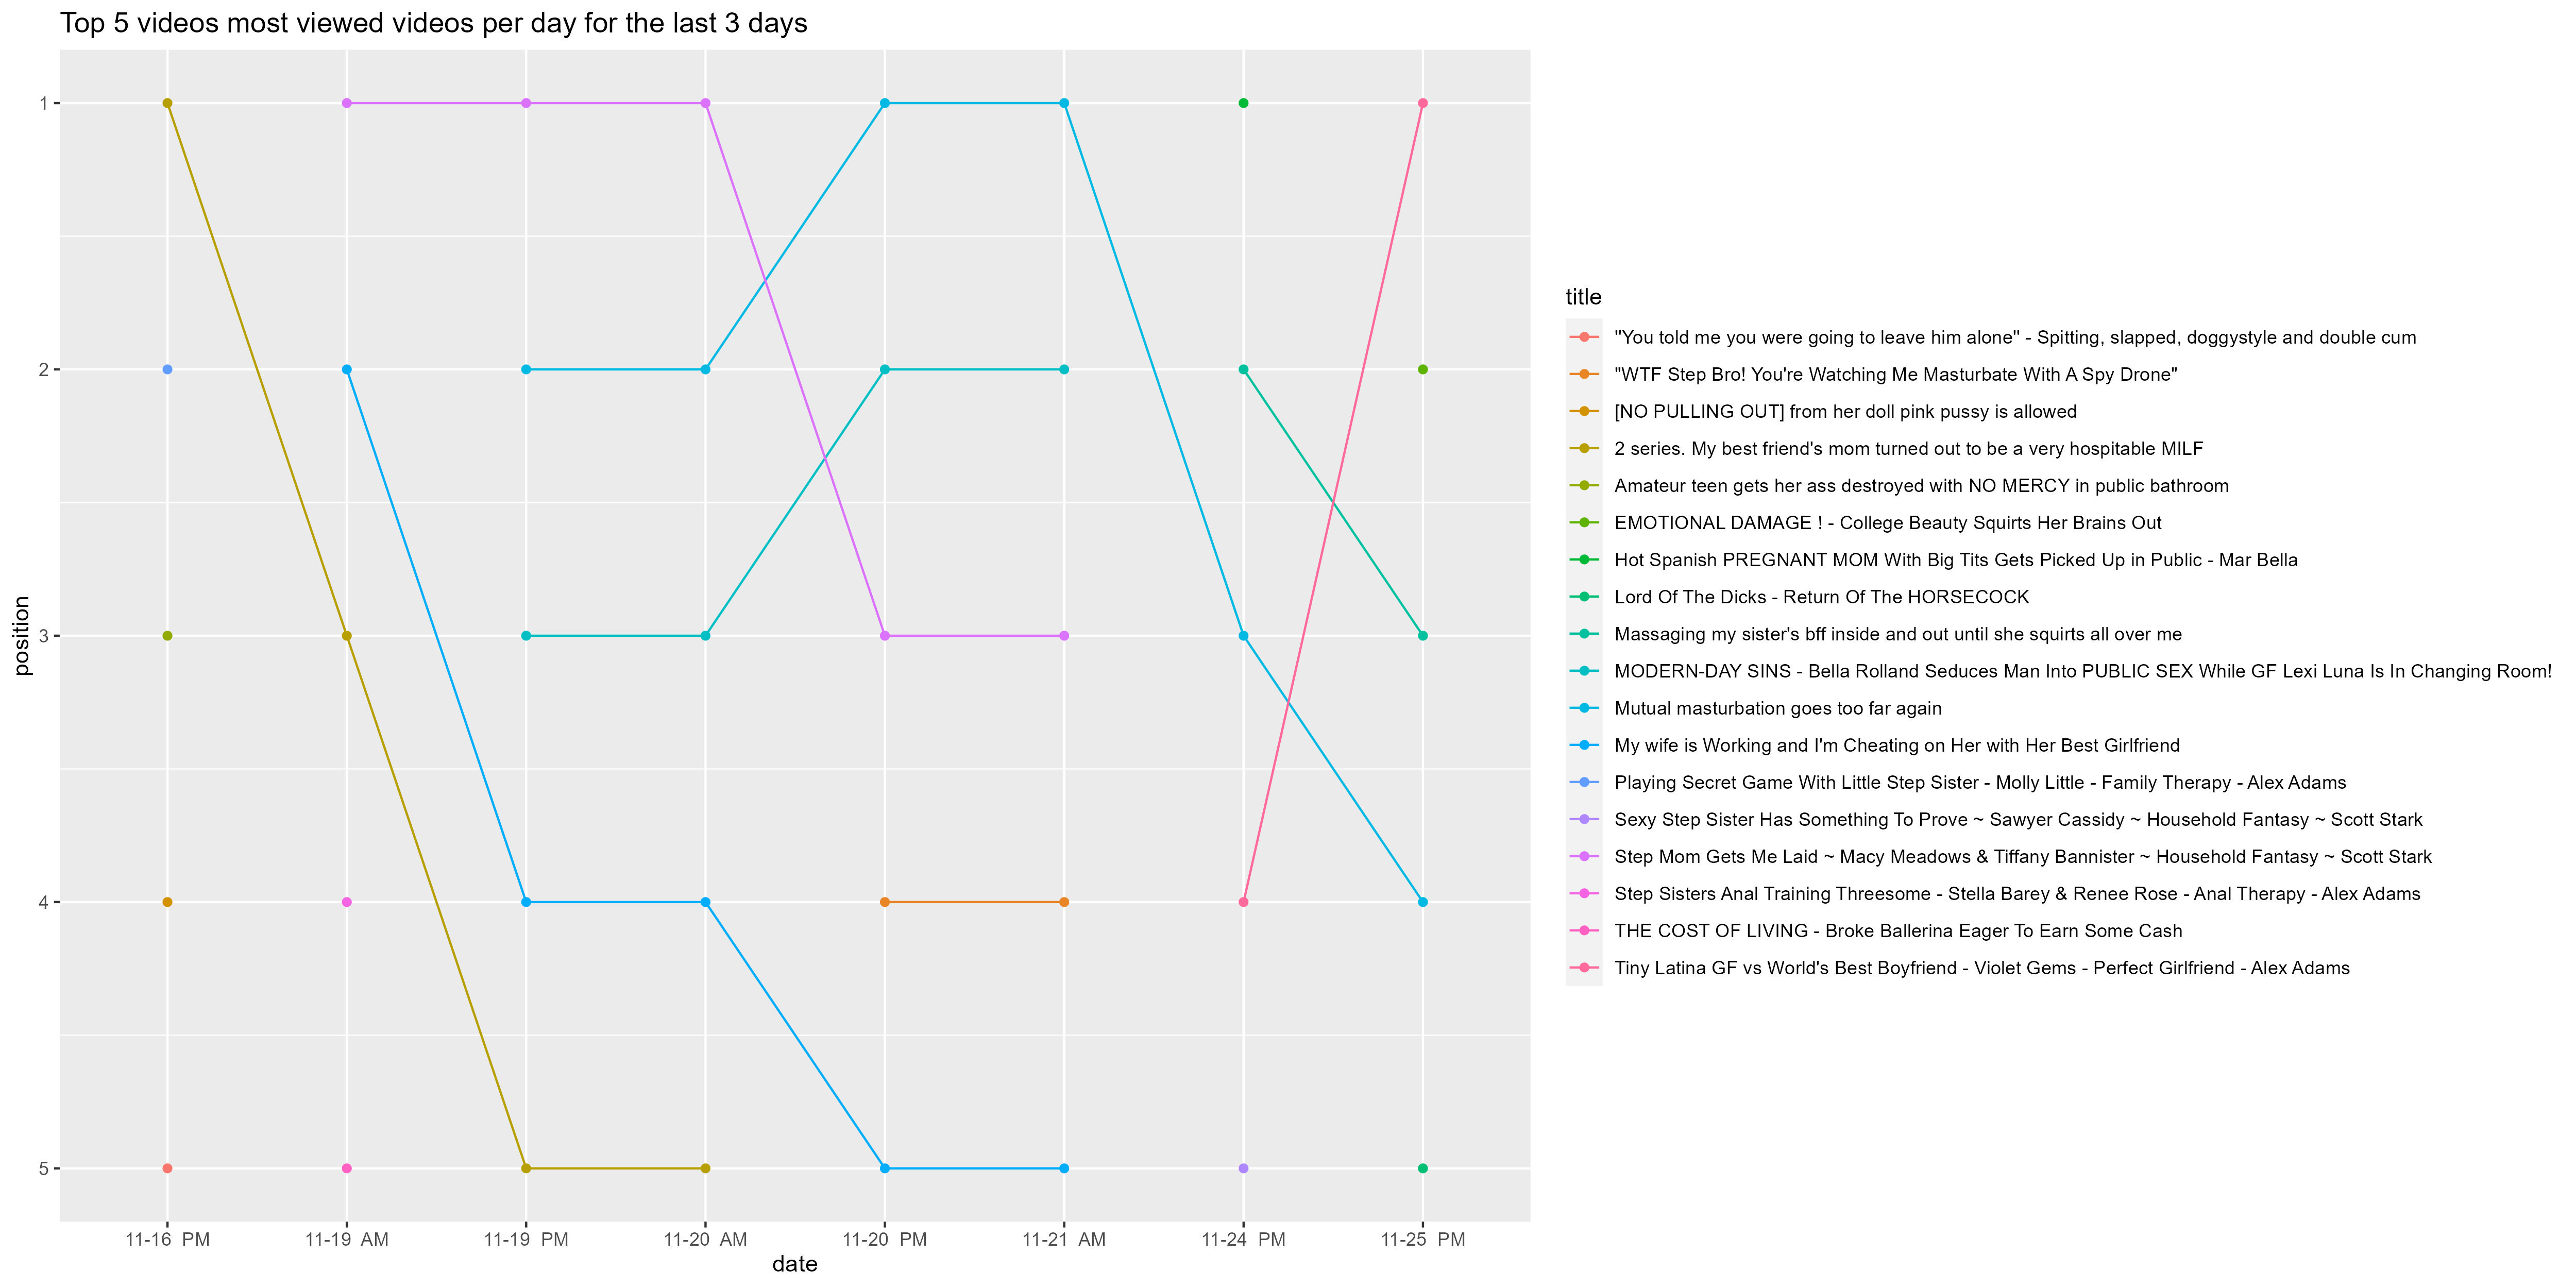 Top 5 videos most viewed videos per day for the last 3 days
position
1
2
3
4
5
11-16 PM
11-19 AM
11-19 PM
11-20 AM
11-20 PM
11-21 AM
11-24 PM
11-25 PM
date
title
"You told me you were going to leave him alone" - Spitting, slapped, doggystyle and double cum
"WTF Step Bro! You're Watching Me Masturbate With A Spy Drone"
[NO PULLING OUT] from her doll pink pussy is allowed
2 series. My best friend's mom turned out to be a very hospitable MILF
Amateur teen gets her ass destroyed with NO MERCY in public bathroom
EMOTIONAL DAMAGE ! - College Beauty Squirts Her Brains Out
Hot Spanish PREGNANT MOM With Big Tits Gets Picked Up in Public - Mar Bella
Lord Of The Dicks - Return Of The HORSECOCK
Massaging my sister's bff inside and out until she squirts all over me
MODERN-DAY SINS - Bella Rolland Seduces Man Into PUBLIC SEX While GF Lexi Luna Is In Changing Room!
Mutual masturbation goes too far again
My wife is Working and I'm Cheating on Her with Her Best Girlfriend
Playing Secret Game With Little Step Sister - Molly Little - Family Therapy - Alex Adams
Sexy Step Sister Has Something To Prove ~ Sawyer Cassidy ~ Household Fantasy ~ Scott Stark
Step Mom Gets Me Laid ~ Macy Meadows & Tiffany Bannister ~ Household Fantasy ~ Scott Stark
Step Sisters Anal Training Threesome - Stella Barey & Renee Rose - Anal Therapy - Alex Adams
THE COST OF LIVING - Broke Ballerina Eager To Earn Some Cash
Tiny Latina GF vs World's Best Boyfriend - Violet Gems - Perfect Girlfriend - Alex Adams